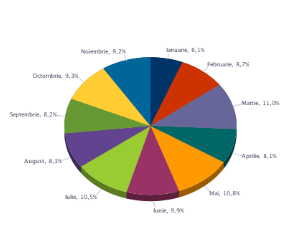 Ianuarie, 6,1%
Februarie, 8,7%
Martie, 11,0%
Aprilie, 8,1%
Mai, 10,8%
Iunie, 9,9%
Iulie, 10,5%
August, 8,1%
Septembrie, 8,2%
Octombrie, 9,3%
Noiembrie, 9,2%